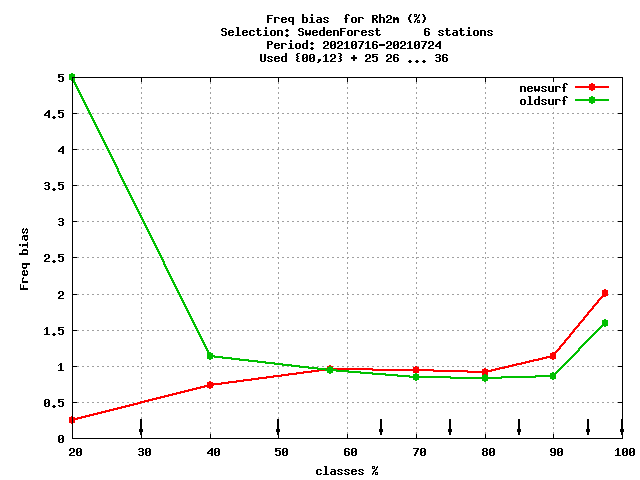 Freq bias  for Rh2m (%)
Selection: SwedenForest      6 stations
Period: 20210716-20210724
Used {00,12} + 25 26 ... 36
newsurf
oldsurf
5
4.5
4
3.5
3
2.5
2
1.5
1
0.5
0
Freq bias
20 30 40 50 60 70 80 90 100
classes %